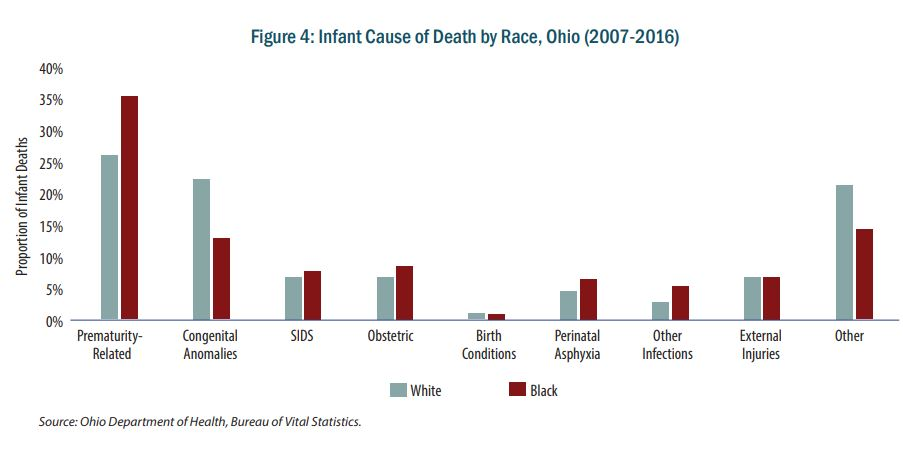 Figure 4: Infant Cause of Death by Race, Ohio (2007-2016)
Proportion of Infant Deaths
40%
35%
30%
25%
20%
15%
10%
5%
0%
Prematurity-
Related
Congenital
Anomalies
SIDS
Obstetric
Birth
Conditions
Perinatal
Asphyxia
Other
Infections
External
Injuries
Other
White
Black
Source: Ohio Department of Health, Bureau of Vital Statistics.